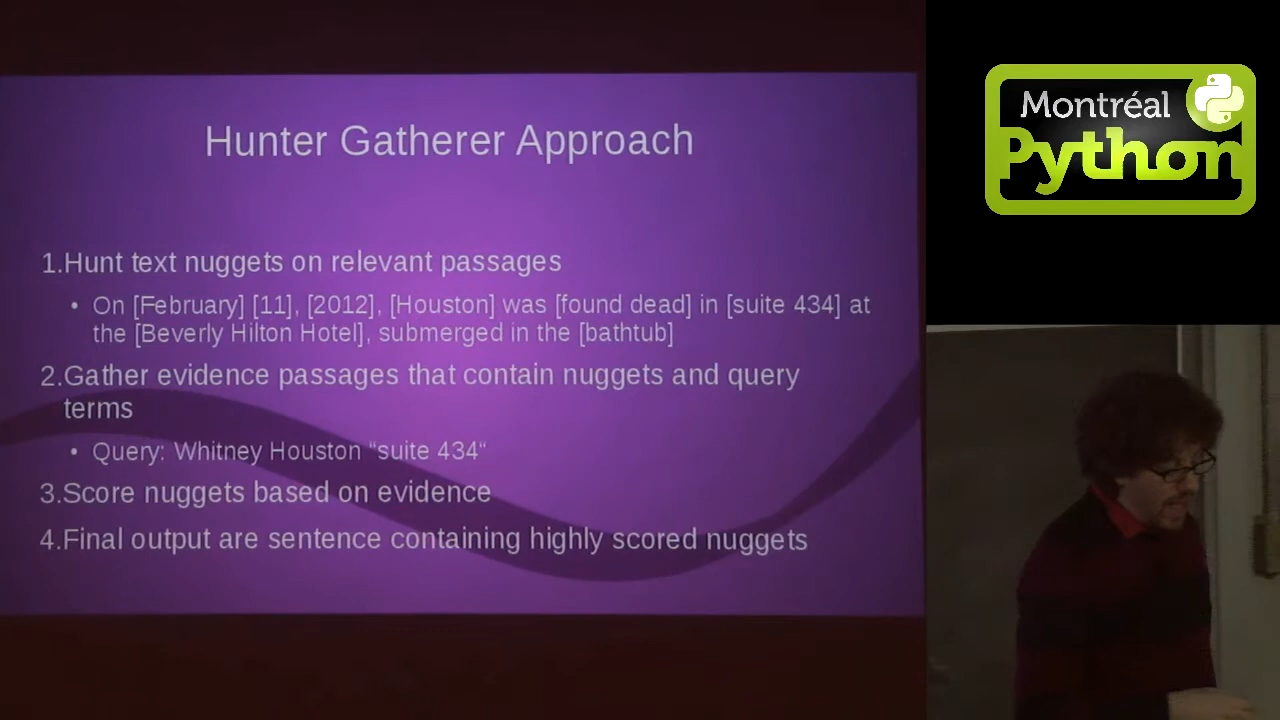 Hunter Gatherer Approach
1.Hunt text nuggets on relevant passages
• On [February] [11], [2012], [Houston] was [found dead] in [suite 434] at
the [Beverly Hilton Hotel], submerged in the [bathtub]
2.Gather evidence passages that contain nuggets and query
terms
• Query: Whitney Houston “suite 434“
3.Score nuggets based on evidence
4.Final output are sentence containing highly scored nuggets
Montréal
Python